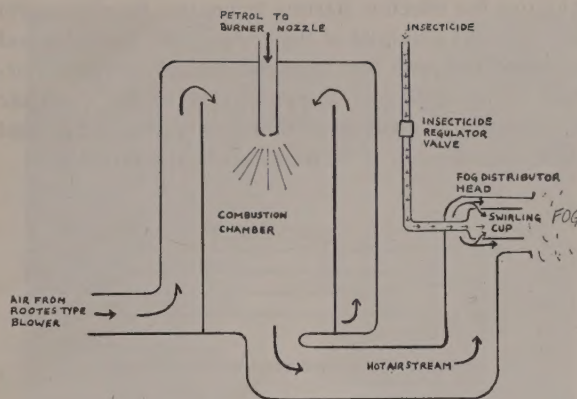 PETROL TO
BURNER NOZZLE
INSECTICIDE
INSECTICIDE
REGULATOR
VALVE
FOG DISTRIBUTOR
HEAD
SWIRLING
CUP
FOG
COMBUSTION
CHAMBER
AIR FROM
ROOTES TYPE
BLOWER
HOT AIR STREAM